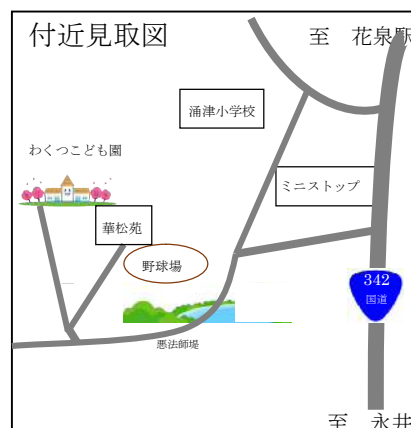 付近見取図
至 花泉駅
涌津小学校
わくつこども園
ミニストップ
華松苑
野球場
342
国道
悪法師堤
至 永井